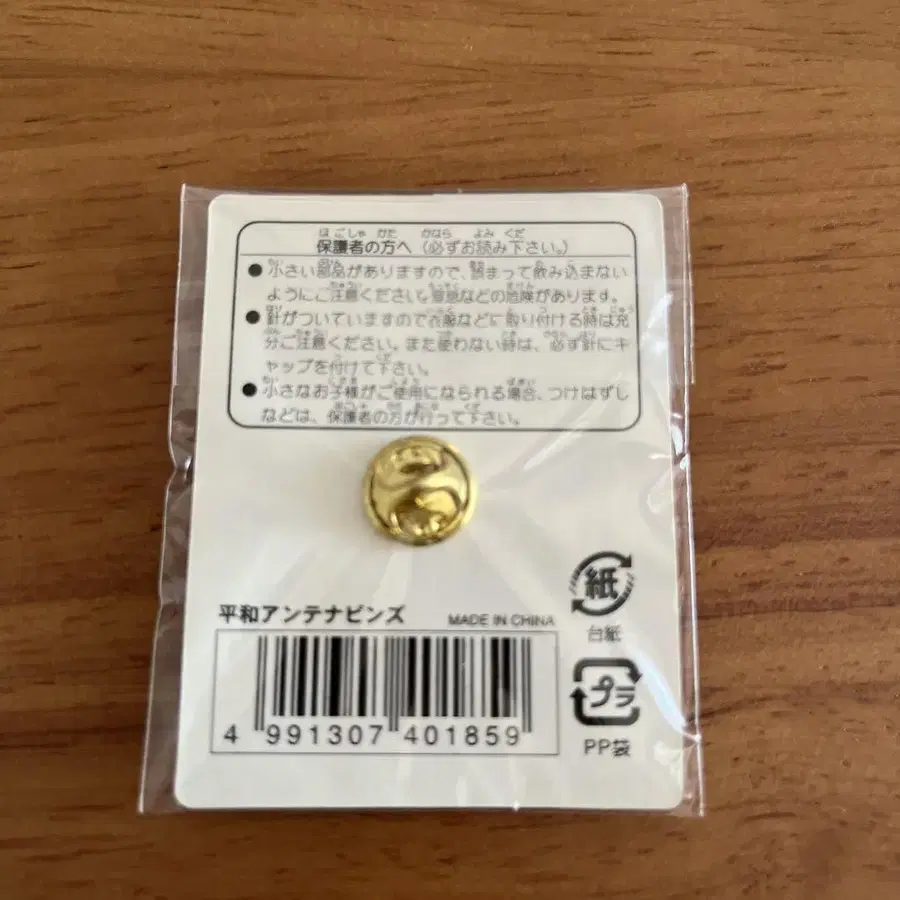 ほごしゃ かた かなら よみ くだ
保護者の方へ(必ずお読み下さい。)
●小さい部品がありますので、誤まって飲み込まない
ようにご注意ください。窒息などの危険があります。
●針がついていますので衣服などに取り付ける時は充
分ご注意ください。また使わない時は、必ず針にキ
ャップを付けて下さい。
●小さなお子様がご使用になられる場合、つけはずし
などは、保護者の方が行って下さい。
紙
台紙
平和アンテナピンズ MADE IN CHINA
プラ
PP袋
4 991307 401859